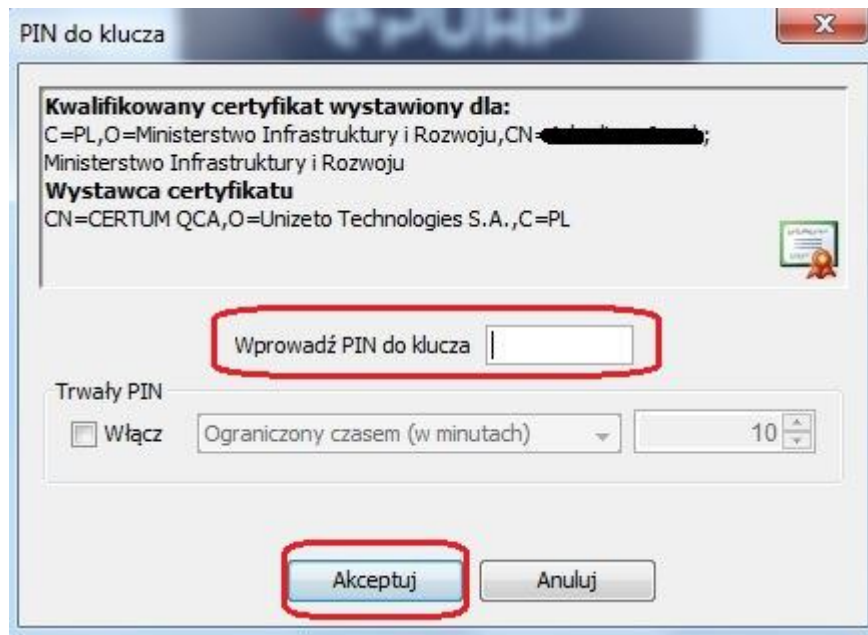 ePUAP
PIN do klucza
Kwalifikowany certyfikat wystawiony dla:
C=PL,O=Ministerstwo Infrastruktury i Rozwoju,CN=
Ministerstwo Infrastruktury i Rozwoju
Wystawca certyfikatu
CN=CERTUM QCA,O=Unizeto Technologies S.A.,C=PL
Wprowadź PIN do klucza
Trwały PIN
Włącz
Ograniczony czasem (w minutach)
10
Akceptuj
Anuluj